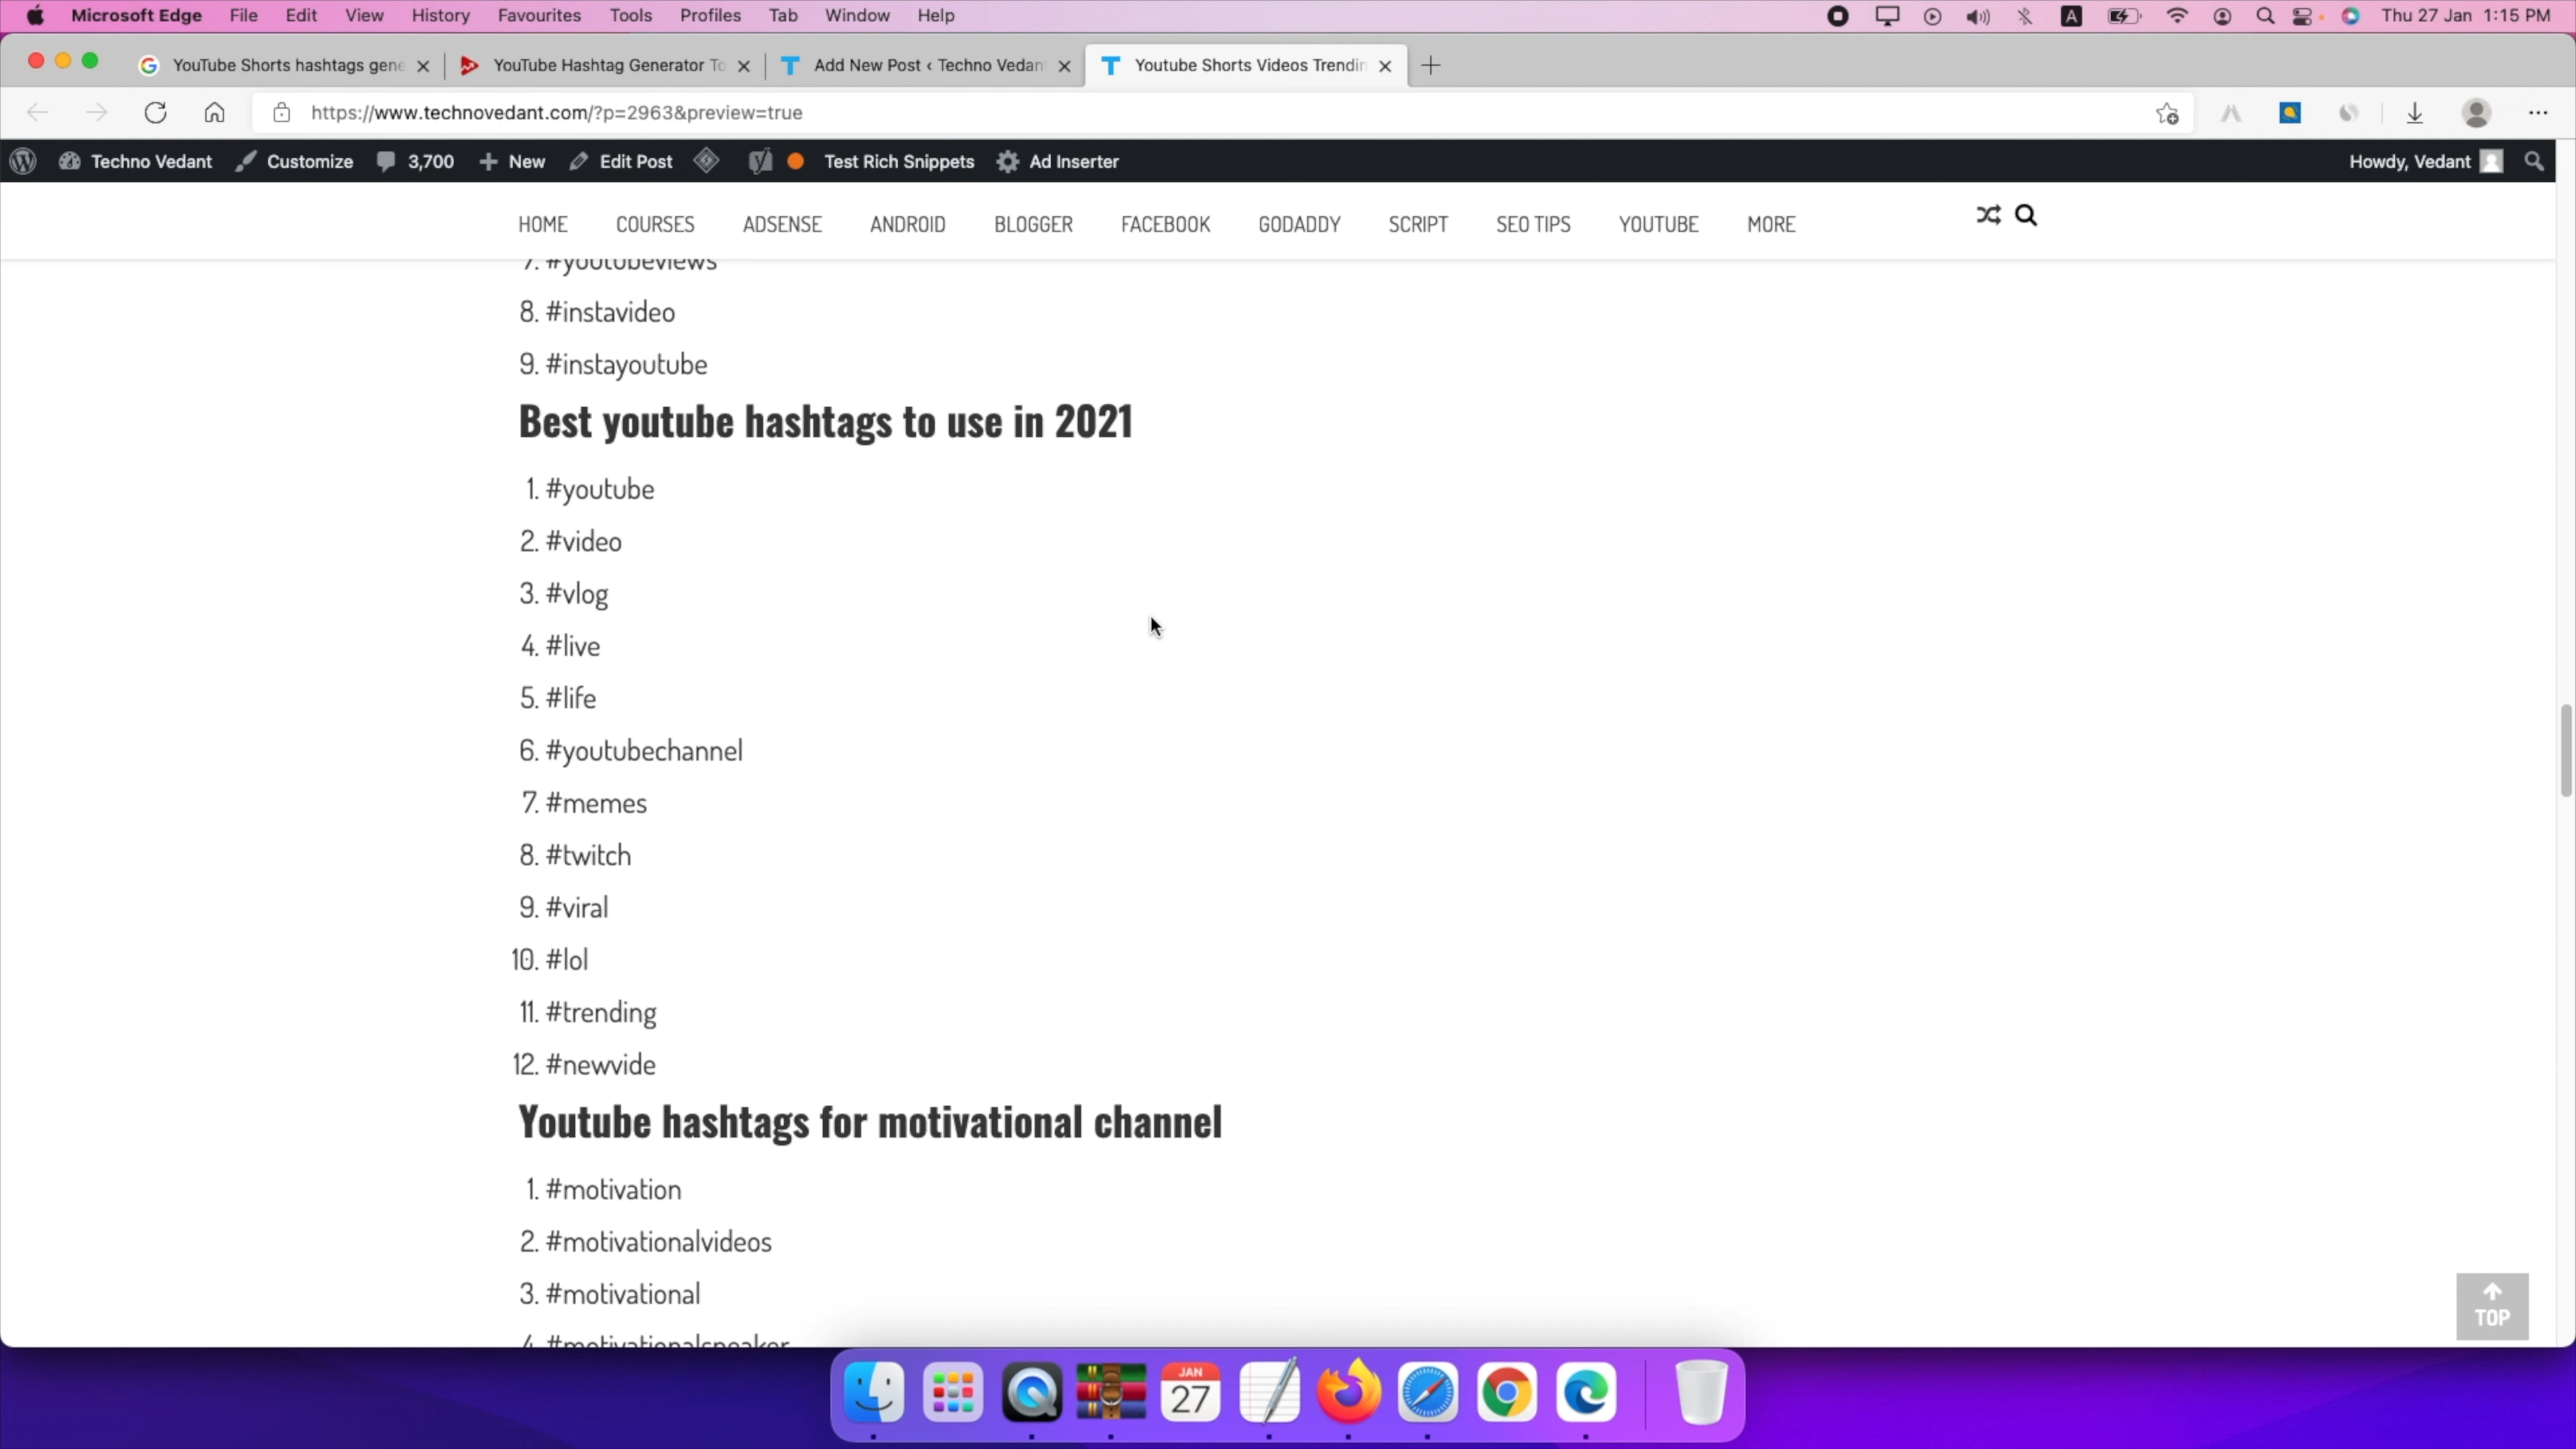 Microsoft Edge File Edit View History Favourites Tools Profiles Tab Window Help A Thu 27 Jan 1:15 PM
YouTube Shorts hashtags gene YouTube Hashtag Generator To Add New Post ‹ Techno Vedan Youtube Shorts Videos Trendin
https://www.technovedant.com/?p=2963&preview=true
Techno Vedant Customize 3,700 New Edit Post Test Rich Snippets Ad Inserter Howdy, Vedant
HOME COURSES ADSENSE ANDROID BLOGGER FACEBOOK GODADDY SCRIPT SEO TIPS YOUTUBE MORE
7. #youtubeviews
8. #instavideo
9. #instayoutube
Best youtube hashtags to use in 2021
1. #youtube
2. #video
3. #vlog
4. #live
5. #life
6. #youtubechannel
7. #memes
8. #twitch
9. #viral
10. #lol
11. #trending
12. #newvide
Youtube hashtags for motivational channel
1. #motivation
2. #motivationalvideos
3. #motivational
4. #motivationalspeaker
TOP
JAN
27